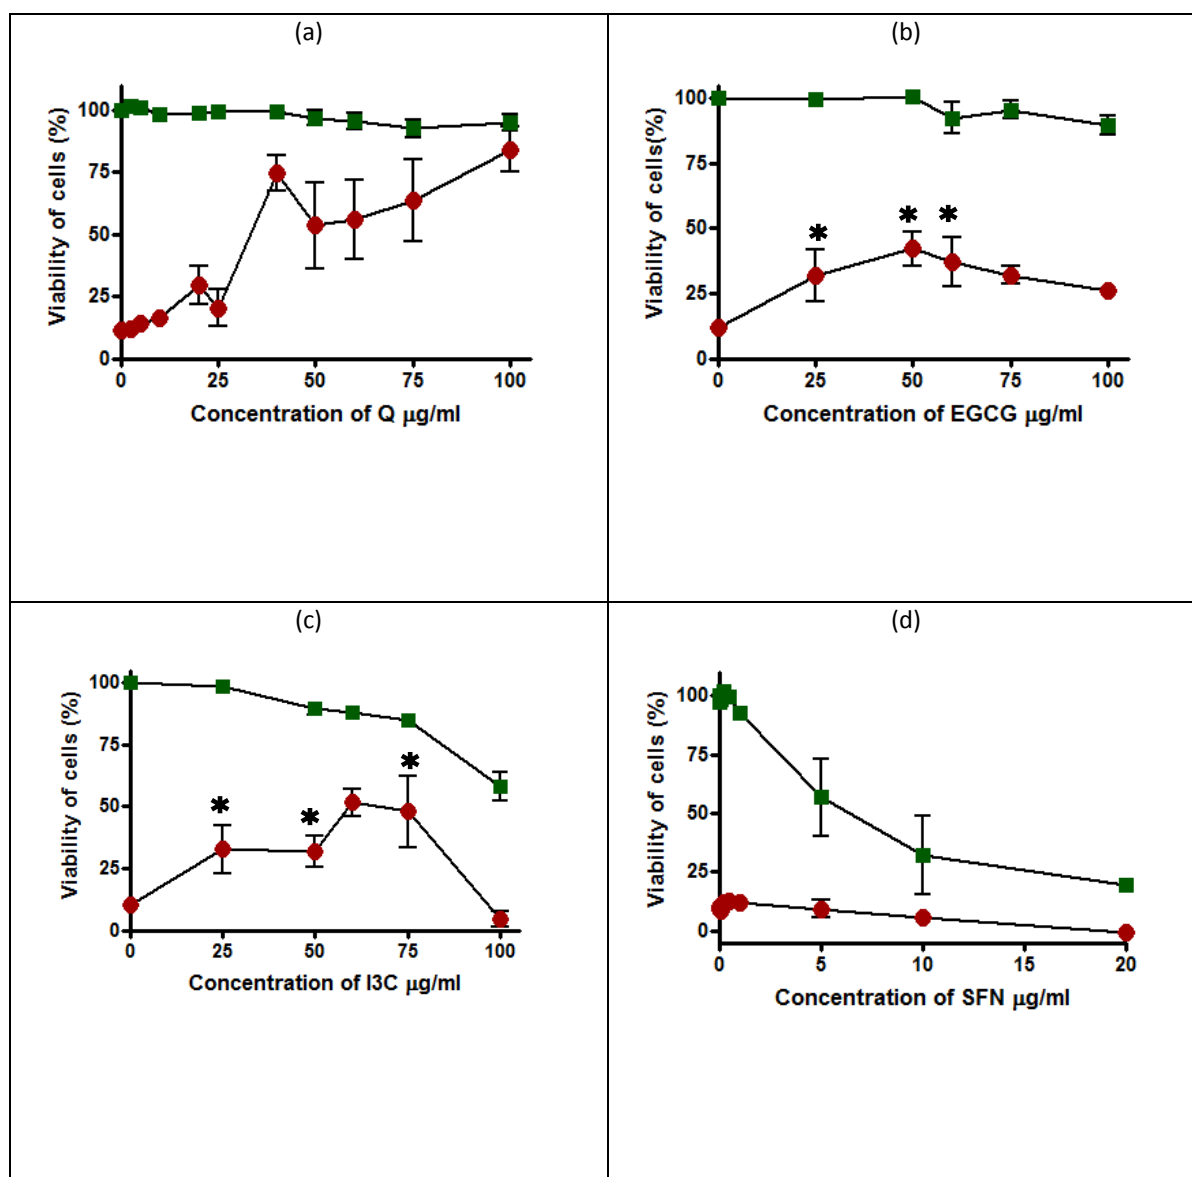 (a)
Viability of cells (%)
100
75
50
25
0
0 25 50 75 100
Concentration of Q μg/ml
(b)
Viability of cells(%)
100
75
50
25
0
* * *
0 25 50 75 100
Concentration of EGCG μg/ml
(c)
Viability of cells (%)
100
75
50
25
0
* * *
0 25 50 75 100
Concentration of I3C μg/ml
(d)
Viability of cells (%)
100
75
50
25
0
0 5 10 15 20
Concentration of SFN μg/ml